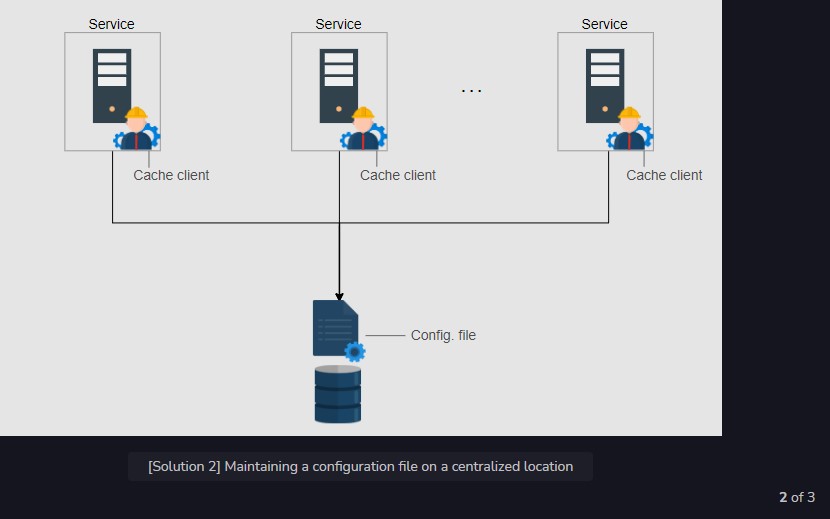 Service
Service
Service
...
Cache client
Cache client
Cache client
Config. file
[Solution 2] Maintaining a configuration file on a centralized location
2 of 3